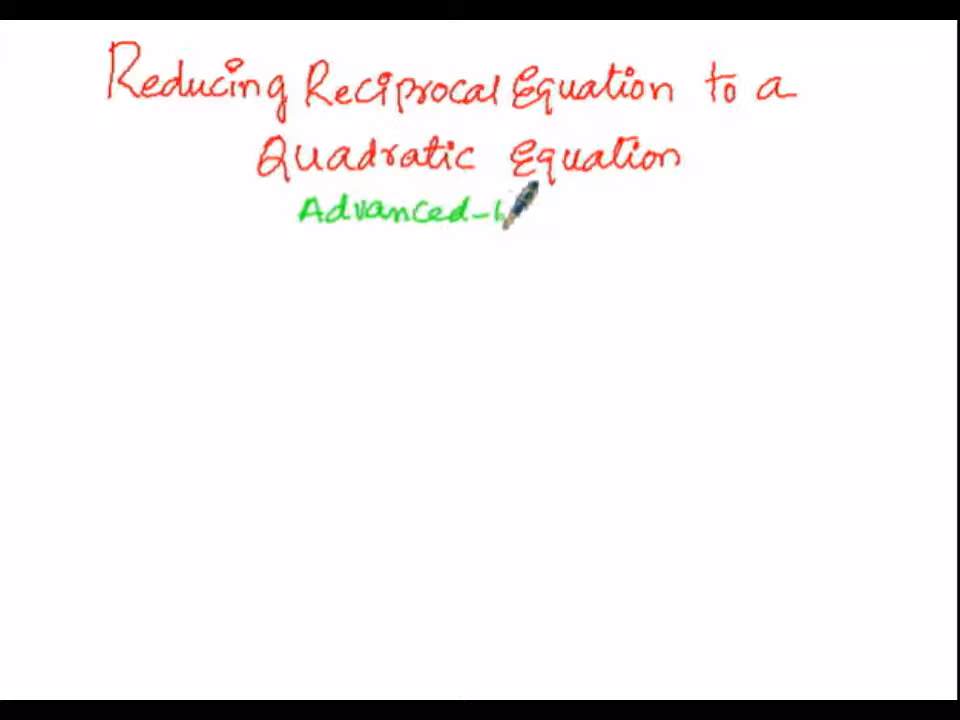 Reducing Reciprocal Equation to a
Quadratic Equation
Advanced-